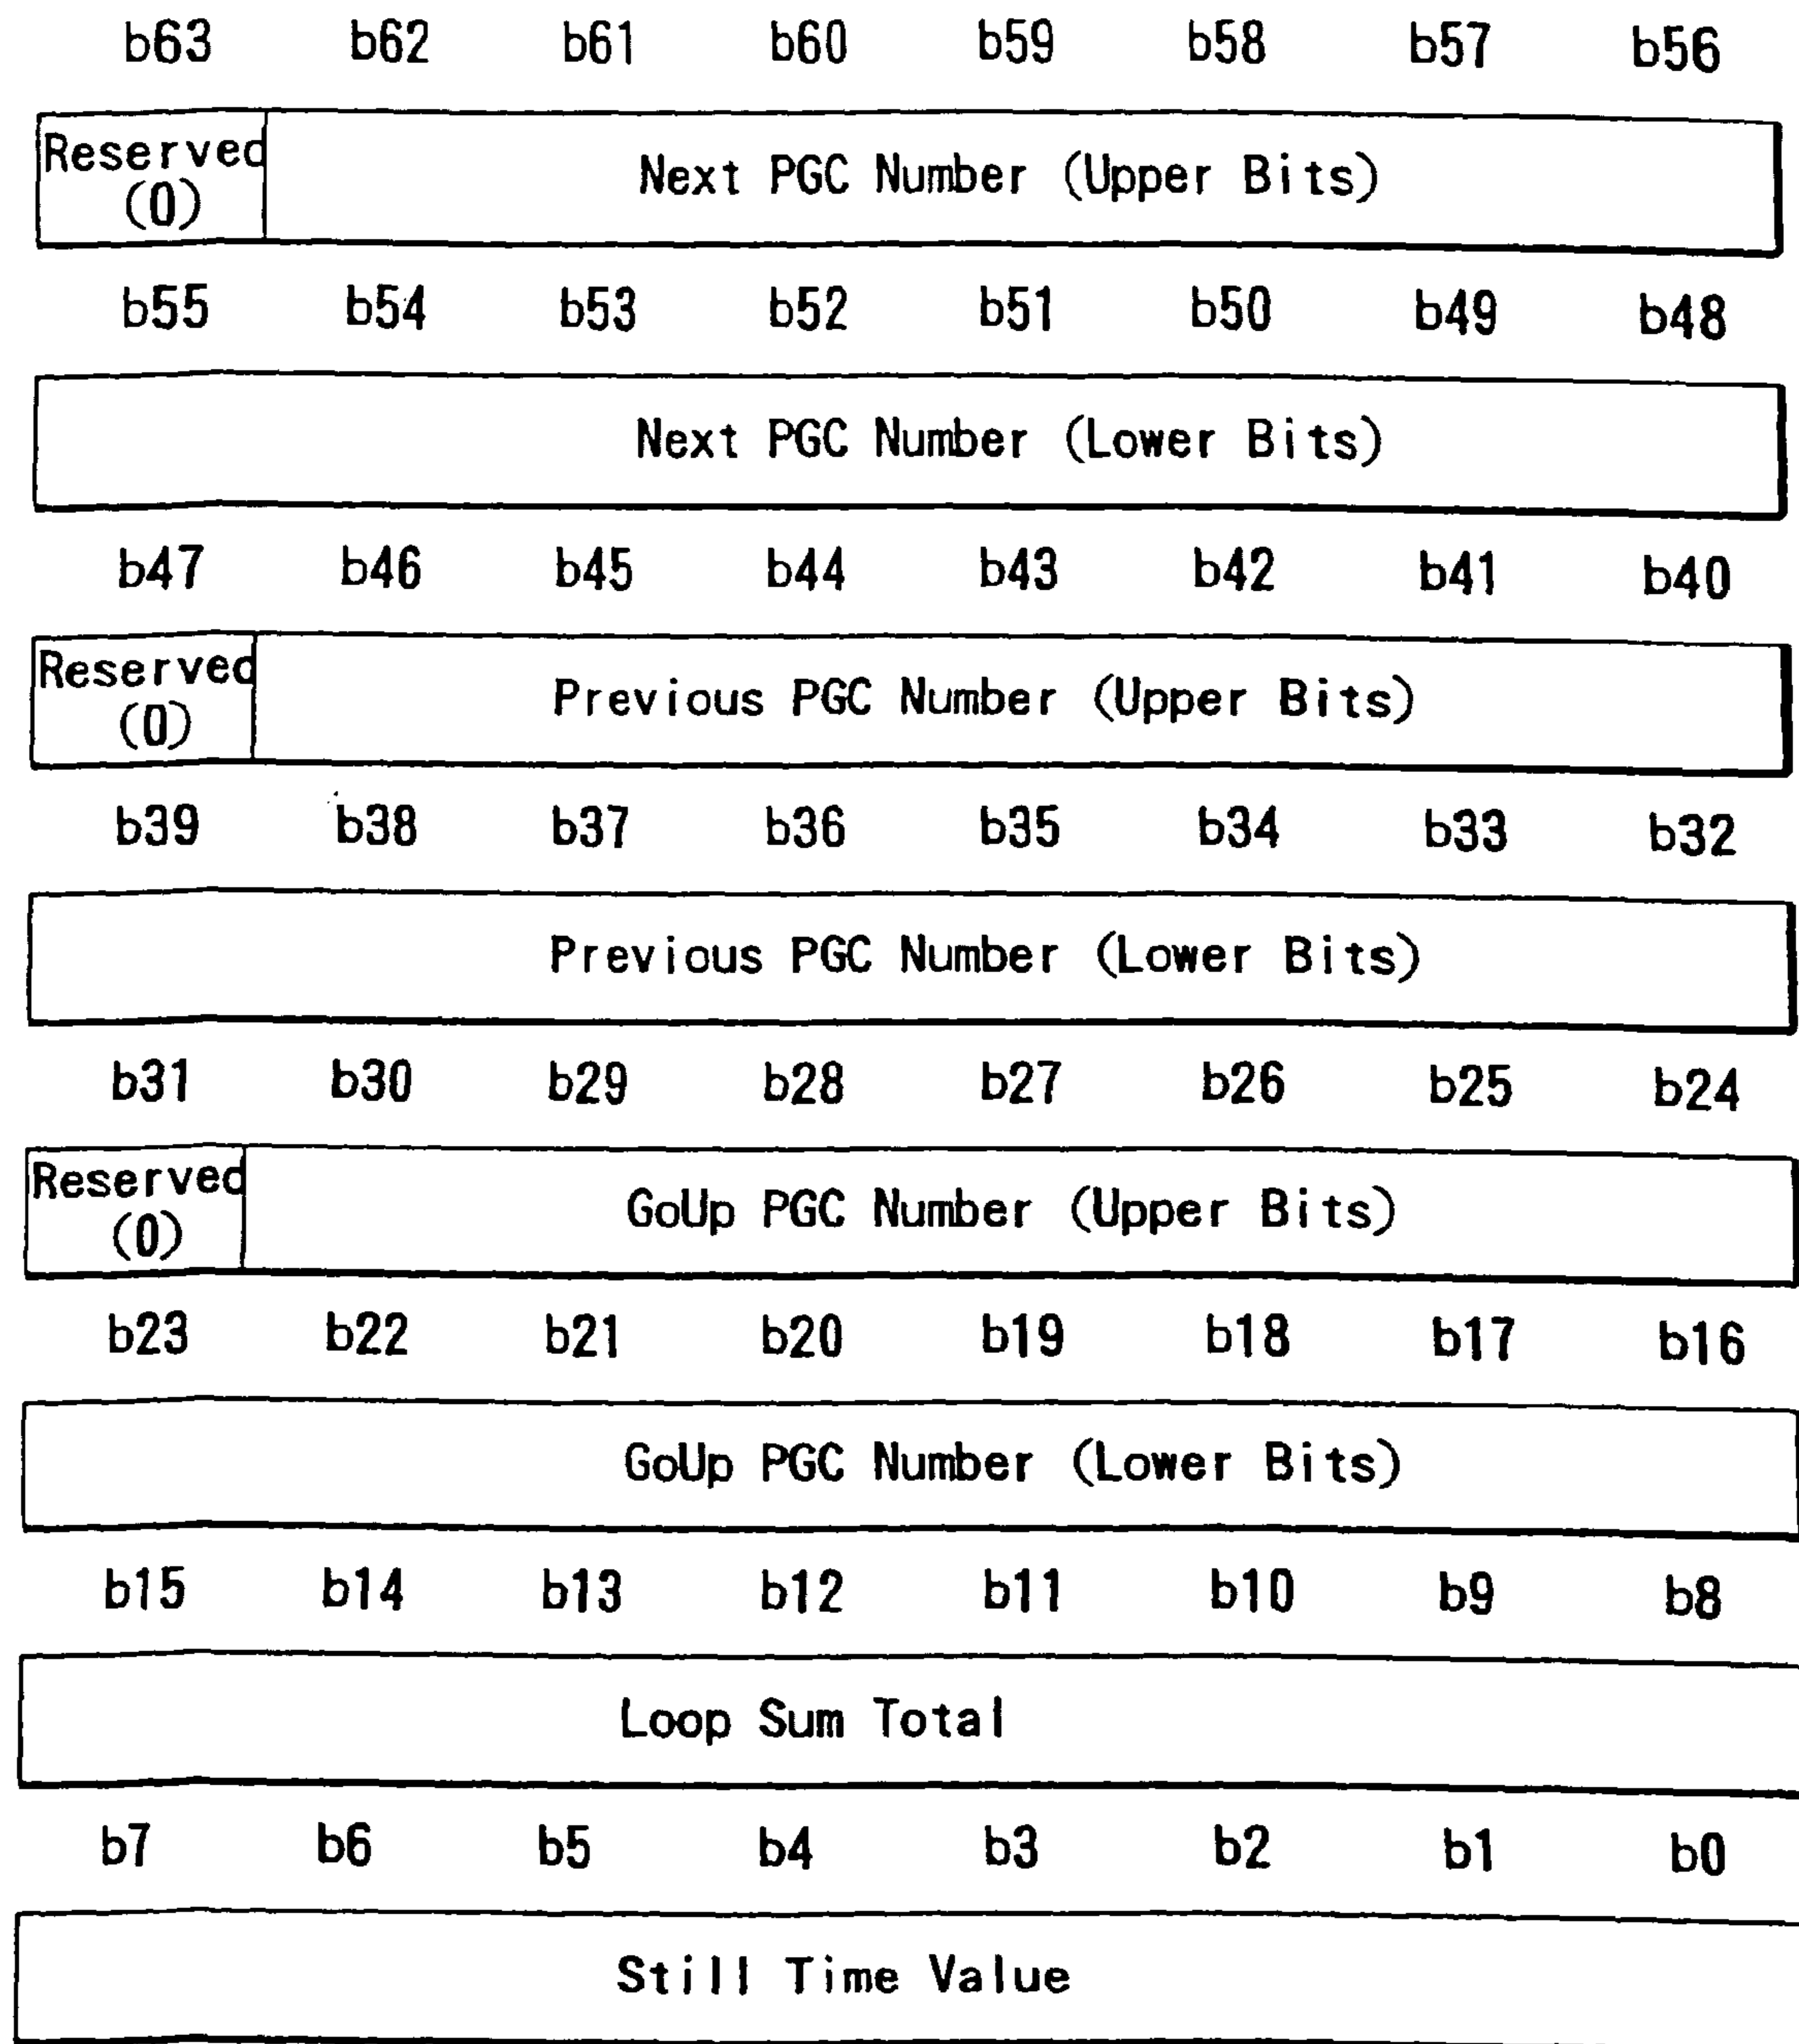 b63 b62 b61 b60 b59 b58 b57 b56
Reserved
(0)
Next PGC Number (Upper Bits)
b55 b54 b53 b52 b51 b50 b49 b48
Next PGC Number (Lower Bits)
b47 b46 b45 b44 b43 b42 b41 b40
Reserved
(0)
Previous PGC Number (Upper Bits)
b39 b38 b37 b36 b35 b34 b33 b32
Previous PGC Number (Lower Bits)
b31 b30 b29 b28 b27 b26 b25 b24
Reserved
(0)
GoUp PGC Number (Upper Bits)
b23 b22 b21 b20 b19 b18 b17 b16
GoUp PGC Number (Lower Bits)
b15 b14 b13 b12 b11 b10 b9 b8
Loop Sum Total
b7 b6 b5 b4 b3 b2 b1 b0
Still Time Value